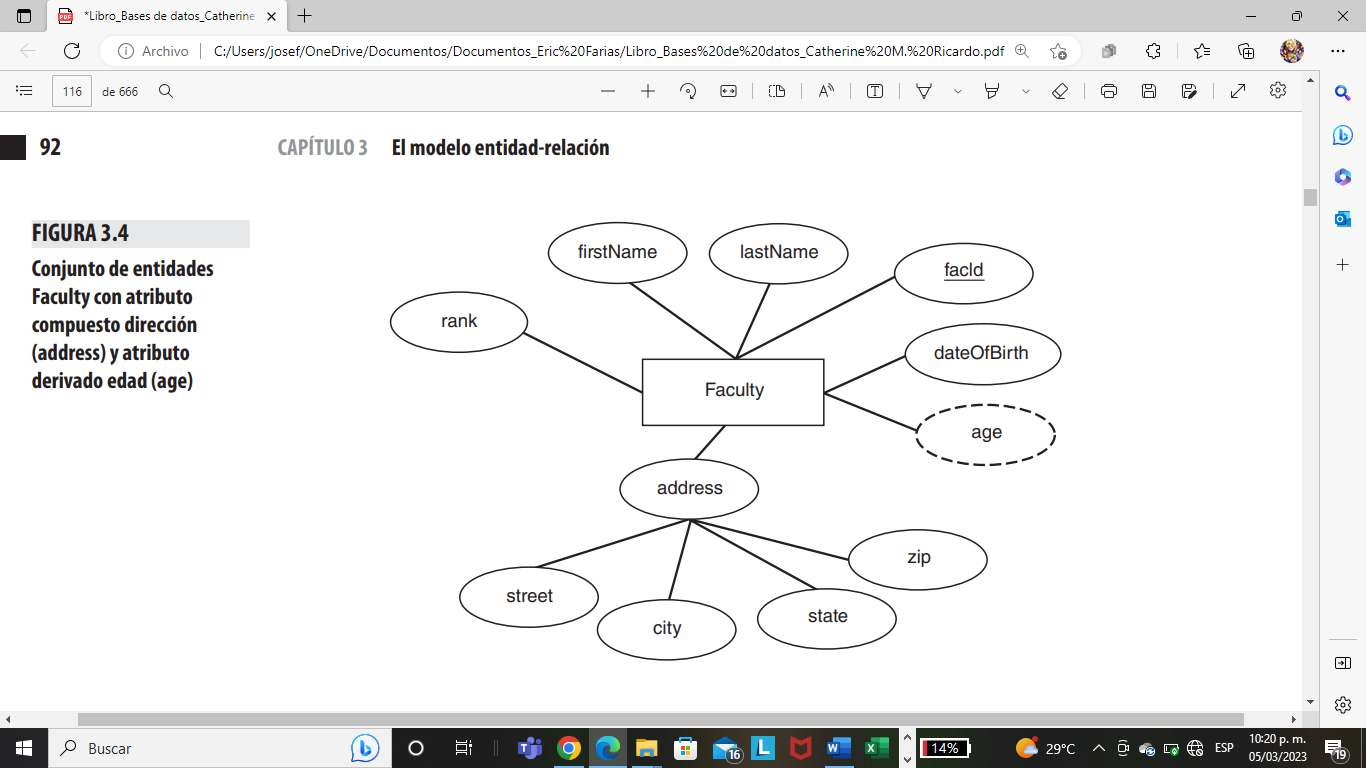 *Libro_Bases de datos_Catherine
Archivo
C:/Users/josef/OneDrive/Documentos/Documentos_Eric%20Farias/Libro_Bases%20de%20datos_Catherine%20M.%20Ricardo.pdf
116 de 666
92 CAPÍTULO 3 El modelo entidad-relación
FIGURA 3.4
Conjunto de entidades
Faculty con atributo
compuesto dirección
(address) y atributo
derivado edad (age)
firstName
lastName
facId
rank
dateOfBirth
Faculty
age
address
zip
street
city
state
Buscar
16
14%
29°C
ESP
10:20 p. m.
05/03/2023
19